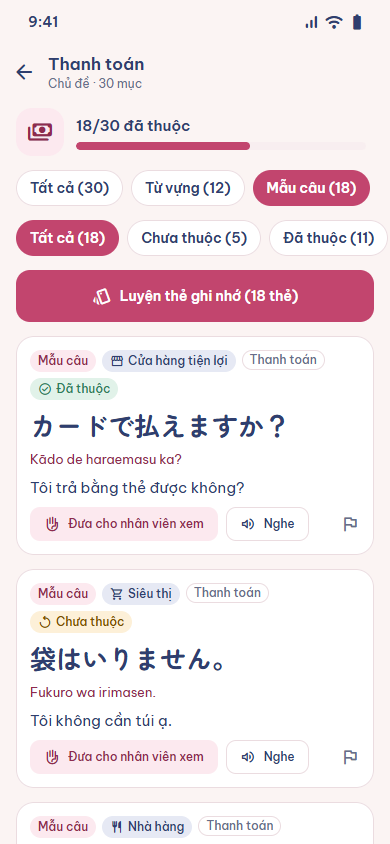 9:41
Thanh toán
Chủ đề · 30 mục
18/30 đã thuộc
Tất cả (30)
Từ vựng (12)
Mẫu câu (18)
Tất cả (18)
Chưa thuộc (5)
Đã thuộc (11)
Luyện thẻ ghi nhớ (18 thẻ)
Mẫu câu
Cửa hàng tiện lợi
Thanh toán
Đã thuộc
カードで払えますか？
Kādo de haraemasu ka?
Tôi trả bằng thẻ được không?
Đưa cho nhân viên xem
Nghe
Mẫu câu
Siêu thị
Thanh toán
Chưa thuộc
袋はいりません。
Fukuro wa irimasen.
Tôi không cần túi ạ.
Đưa cho nhân viên xem
Nghe
Mẫu câu
Nhà hàng
Thanh toán